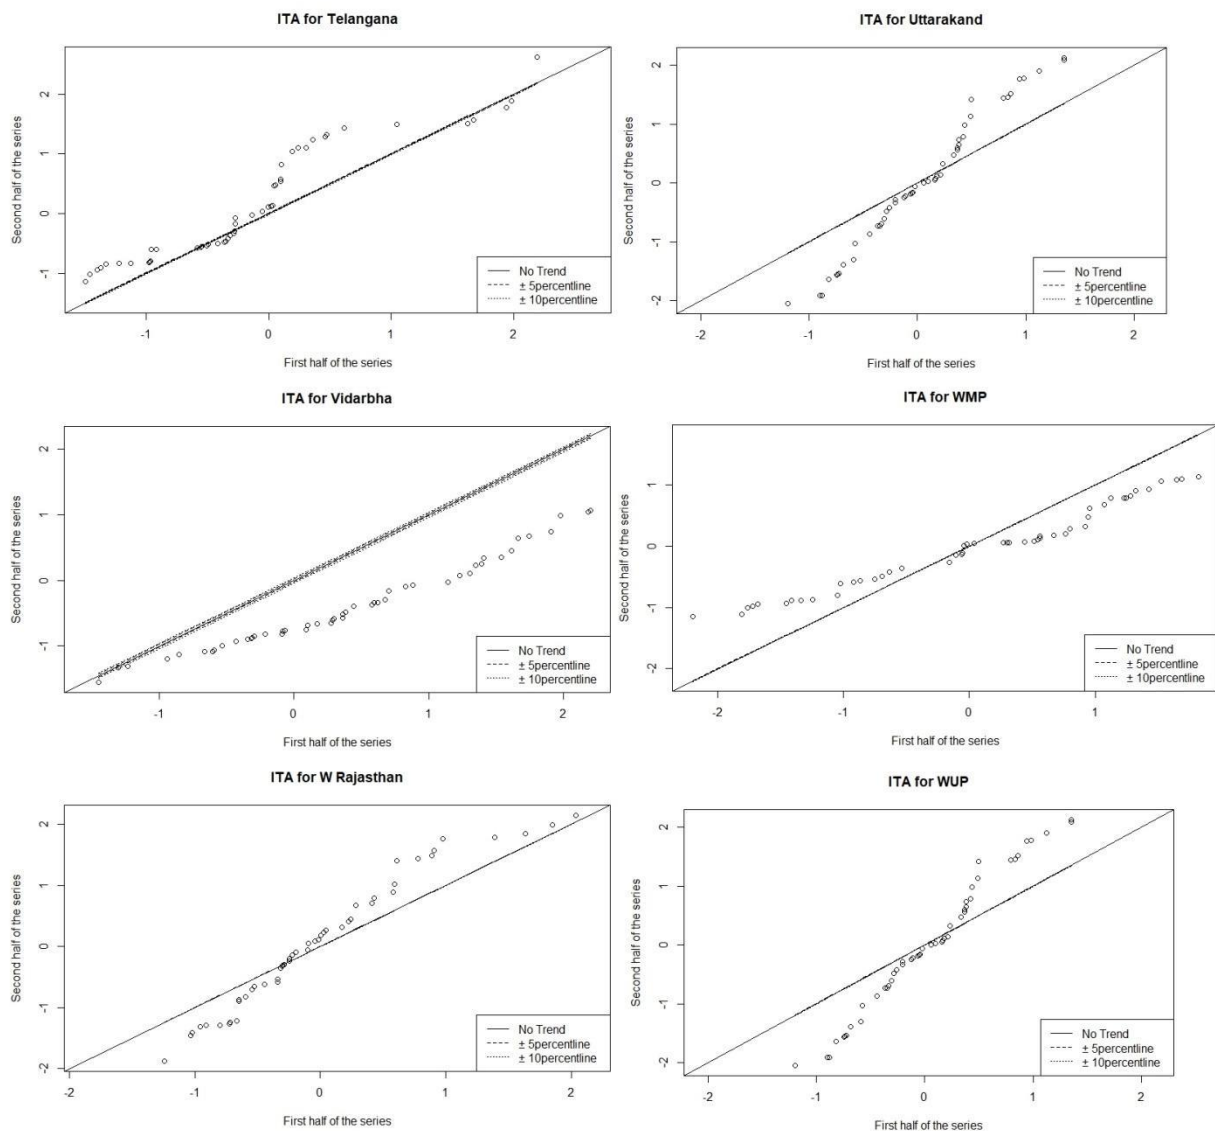 ITA for Telangana
Second half of the series
2
1
0
-1
No Trend
± 5percentline
± 10percentline
-1 0 1 2
First half of the series
ITA for Uttarakand
Second half of the series
2
1
0
-1
-2
No Trend
± 5percentline
± 10percentline
-2 -1 0 1 2
First half of the series
ITA for Vidarbha
Second half of the series
2
1
0
-1
No Trend
± 5percentline
± 10percentline
-1 0 1 2
First half of the series
ITA for WMP
Second half of the series
1
0
-1
-2
No Trend
± 5percentline
± 10percentline
-2 -1 0 1
First half of the series
ITA for W Rajasthan
Second half of the series
2
1
0
-1
-2
No Trend
± 5percentline
± 10percentline
-2 -1 0 1 2
First half of the series
ITA for WUP
Second half of the series
2
1
0
-1
-2
No Trend
± 5percentline
± 10percentline
-2 -1 0 1 2
First half of the series